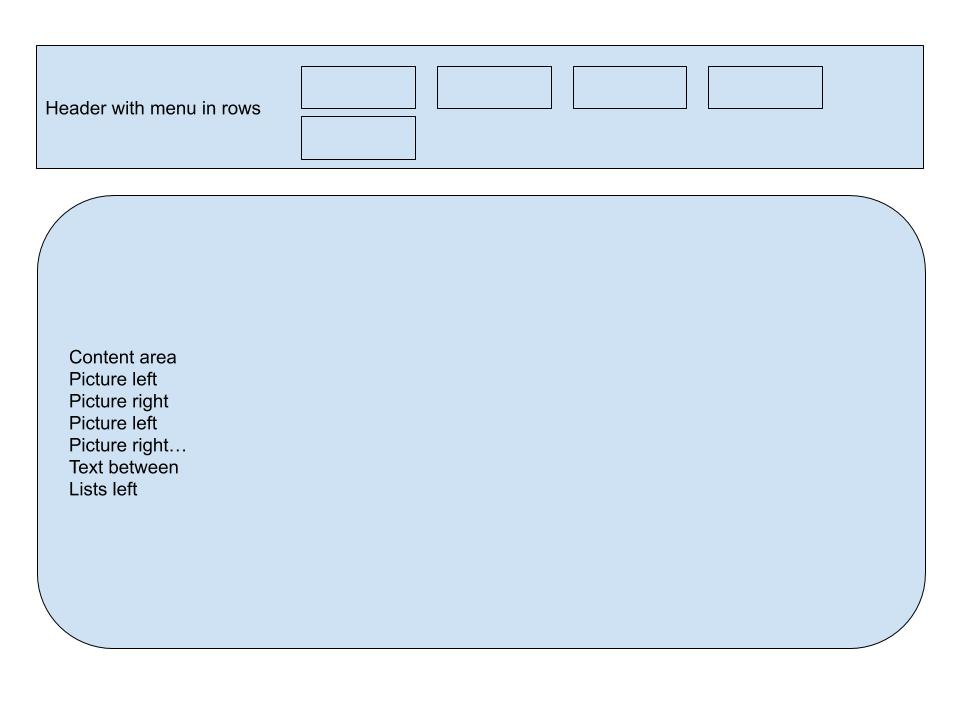 Header with menu in rows
Content area
Picture left
Picture right
Picture left
Picture right…
Text between
Lists left